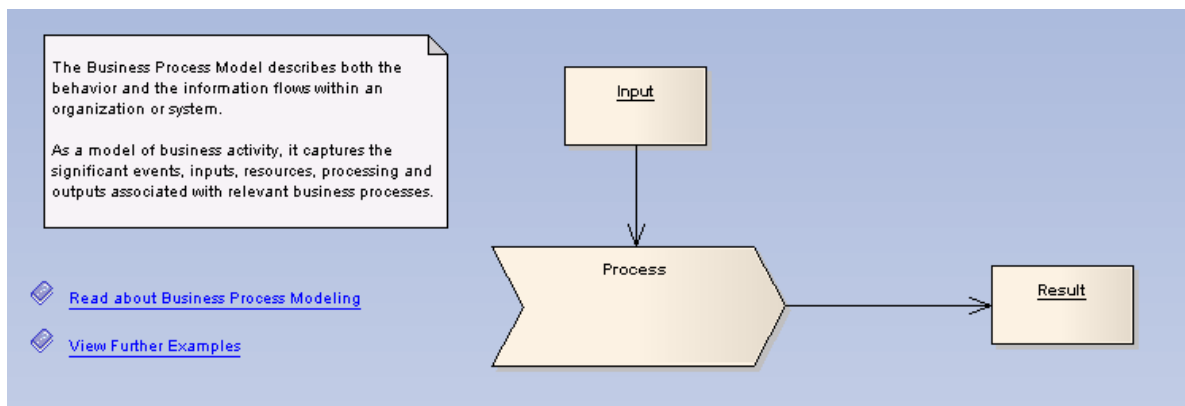 The Business Process Model describes both the
behavior and the information flows within an
organization or system.
As a model of business activity, it captures the
significant events, inputs, resources, processing and
outputs associated with relevant business processes.
Read about Business Process Modeling
View Further Examples
Input
Process
Result